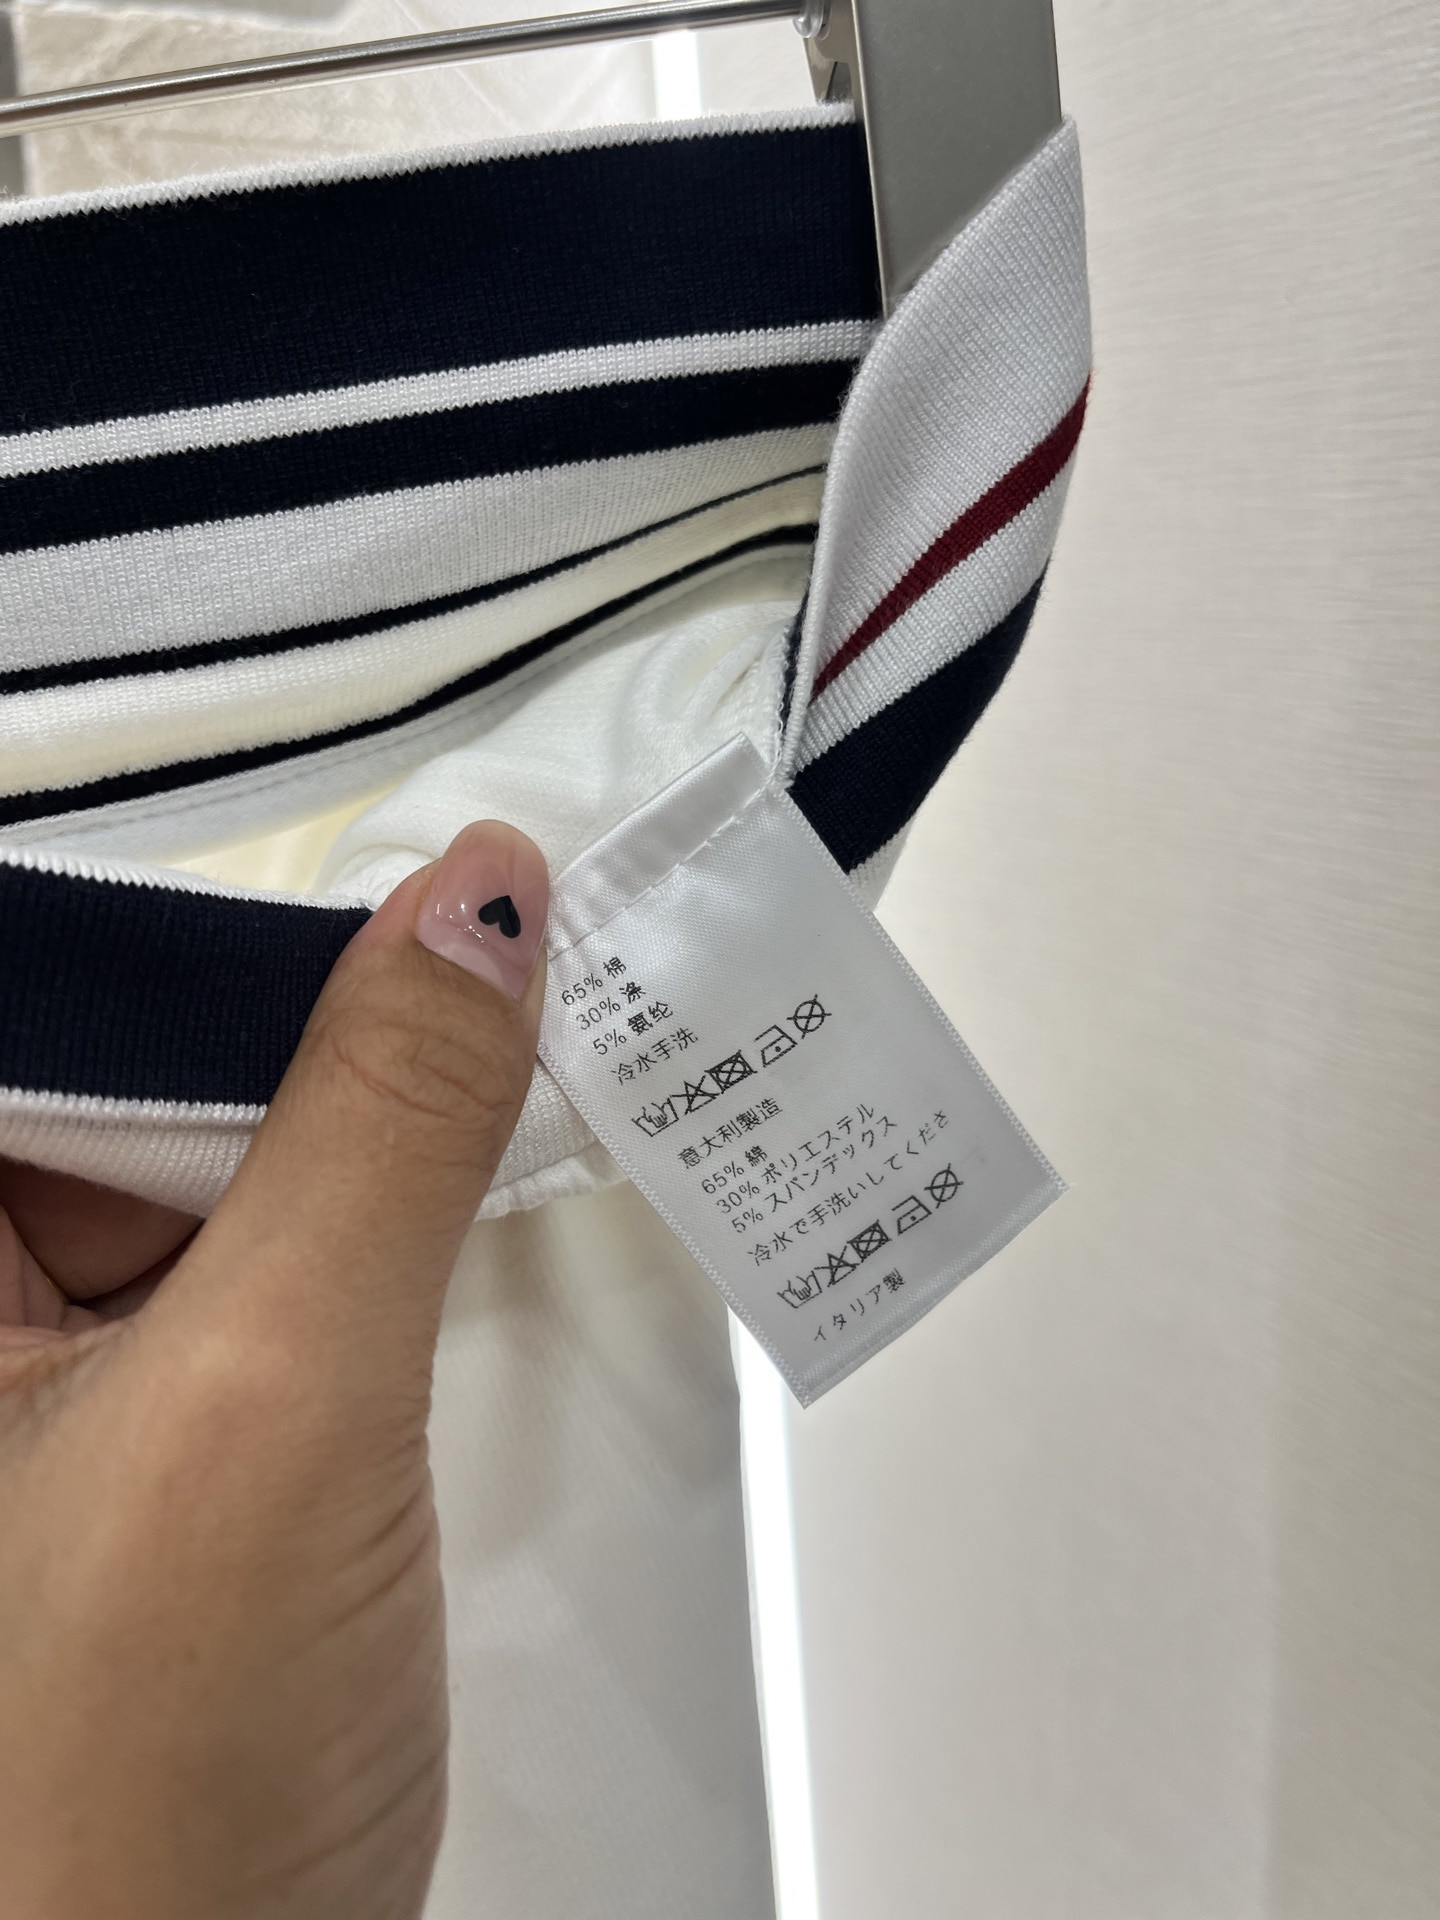 65% 棉
30% 涤
5% 氨纶
冷水手洗
意大利製造
65% 綿
30% ポリエステル
5% スパンデックス
冷水で手洗いしてくださ
イタリア製